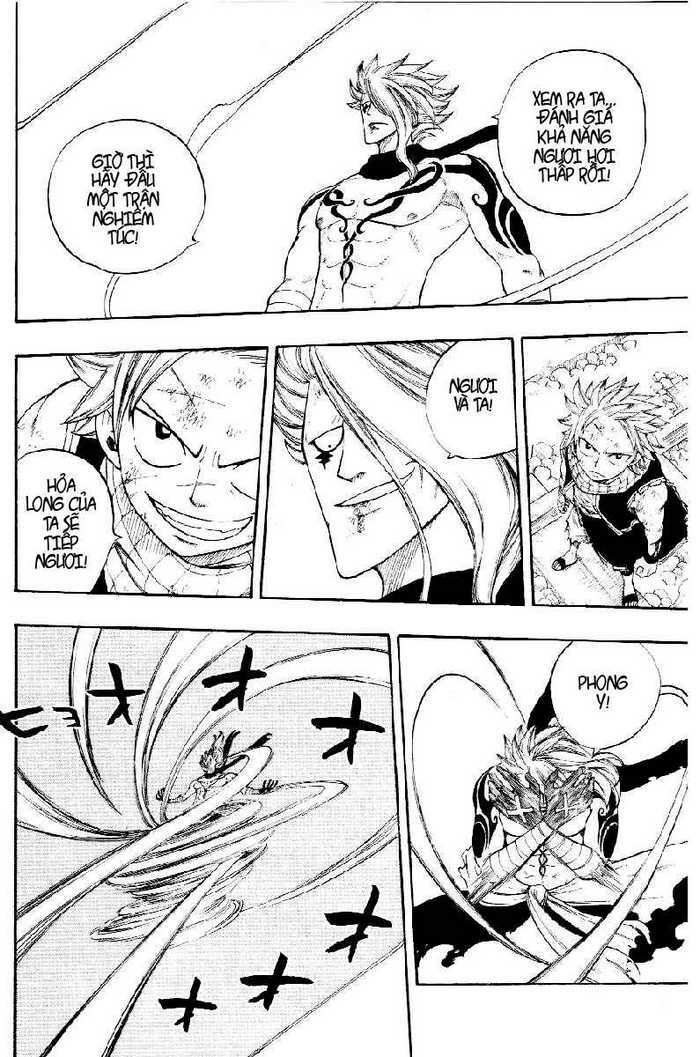 XEM RA TA...
ĐÁNH GIÁ
KHẢ NĂNG
NGƯƠI HƠI
THẤP RỒI!
GIỜ THÌ
HÃY ĐẤU
MỘT TRẬN
NGHIÊM
TÚC!
NGƯƠI
VÀ TA!
HỎA
LONG CỦA
TA SẼ
TIẾP
NGƯƠI!
PHONG
Y!